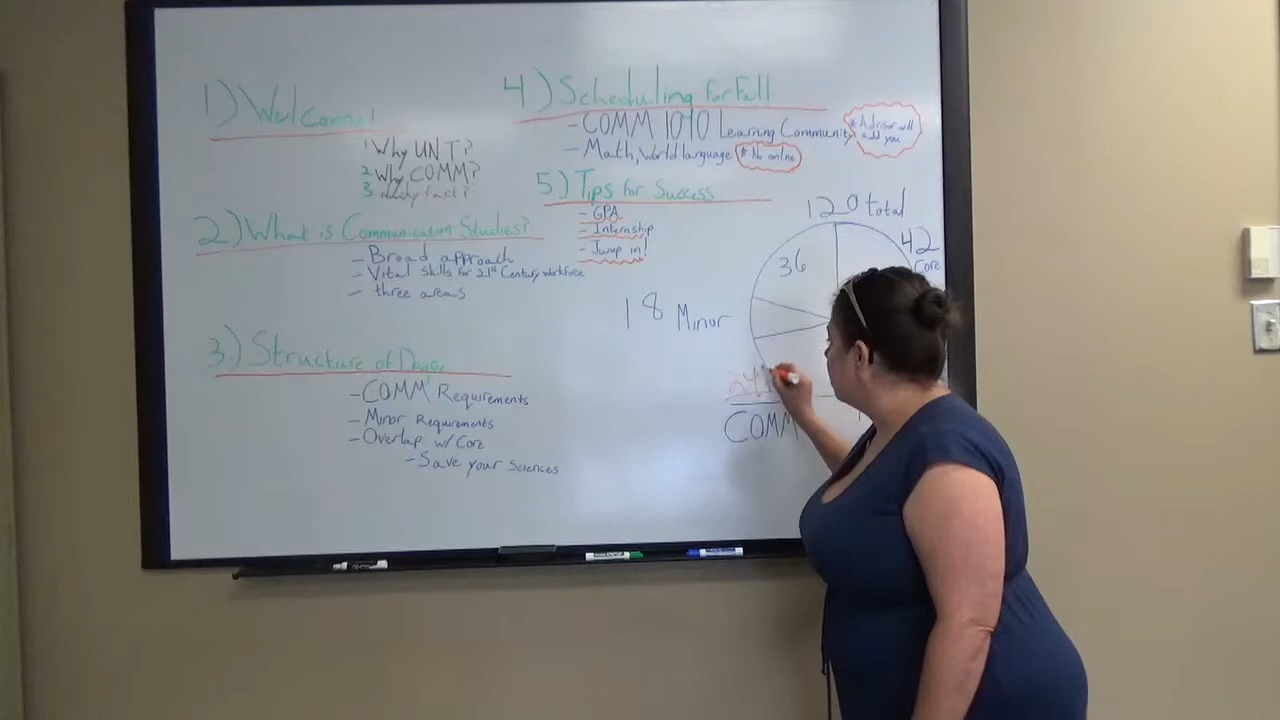 1) Welcome!
1 Why UNT?
2 Why COMM?
3 fact?
2) What is Communication Studies?
- Broad approach
- Vital Skills for 21st Century workforce
- three areas
3) Structure of Degree
- COMM Requirements
- Minor Requirements
- Overlap w/ Core
- Save your Sciences
4) Scheduling for Fall
- COMM 1010 Learning Community
* Advisor will
add you
- Math, World language * No online
5) Tips for Success
- GPA
- Internship
- Jump in!
120 total
42
Core
36
18 Minor
COMM